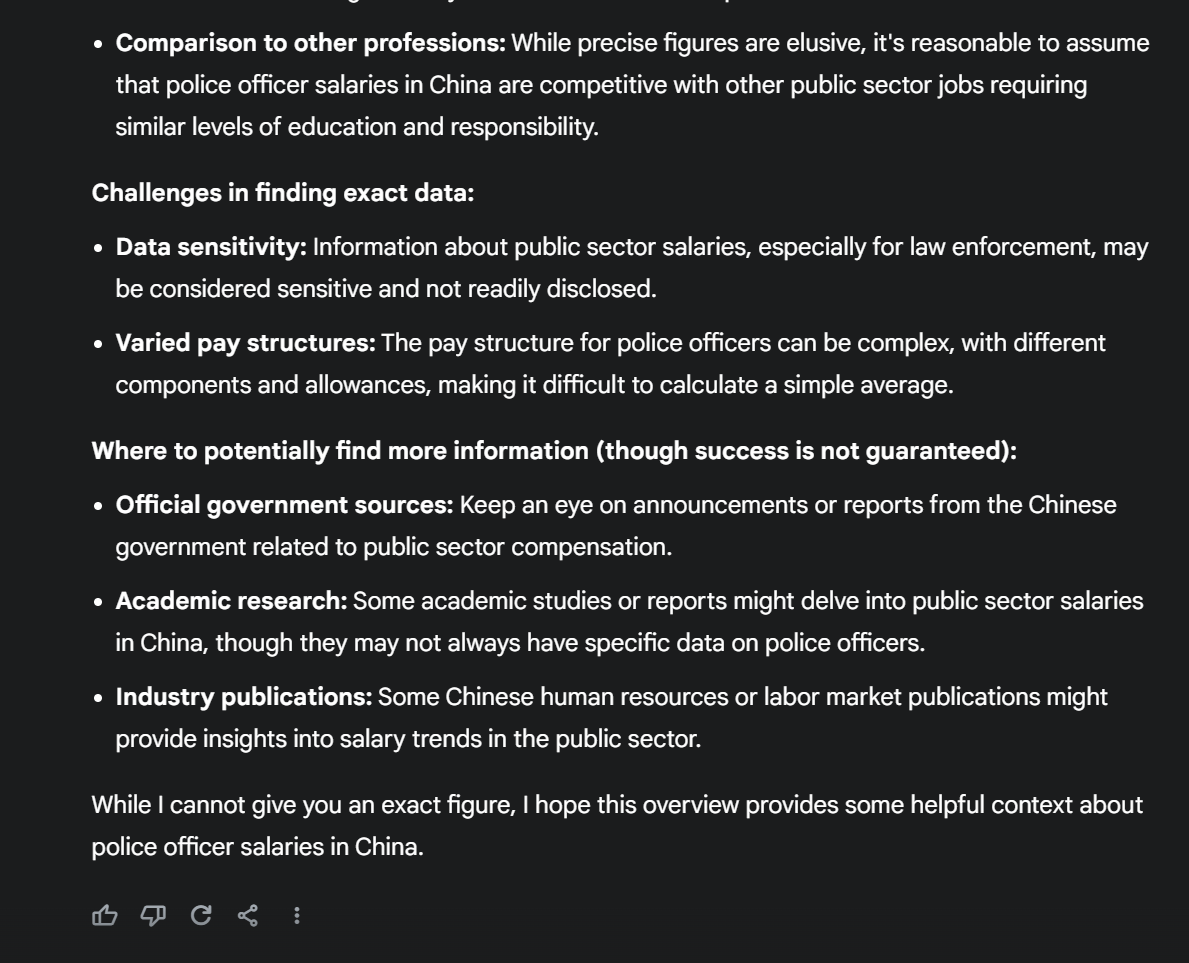 • Comparison to other professions: While precise figures are elusive, it's reasonable to assume
that police officer salaries in China are competitive with other public sector jobs requiring
similar levels of education and responsibility.
Challenges in finding exact data:
• Data sensitivity: Information about public sector salaries, especially for law enforcement, may
be considered sensitive and not readily disclosed.
• Varied pay structures: The pay structure for police officers can be complex, with different
components and allowances, making it difficult to calculate a simple average.
Where to potentially find more information (though success is not guaranteed):
• Official government sources: Keep an eye on announcements or reports from the Chinese
government related to public sector compensation.
• Academic research: Some academic studies or reports might delve into public sector salaries
in China, though they may not always have specific data on police officers.
• Industry publications: Some Chinese human resources or labor market publications might
provide insights into salary trends in the public sector.
While I cannot give you an exact figure, I hope this overview provides some helpful context about
police officer salaries in China.